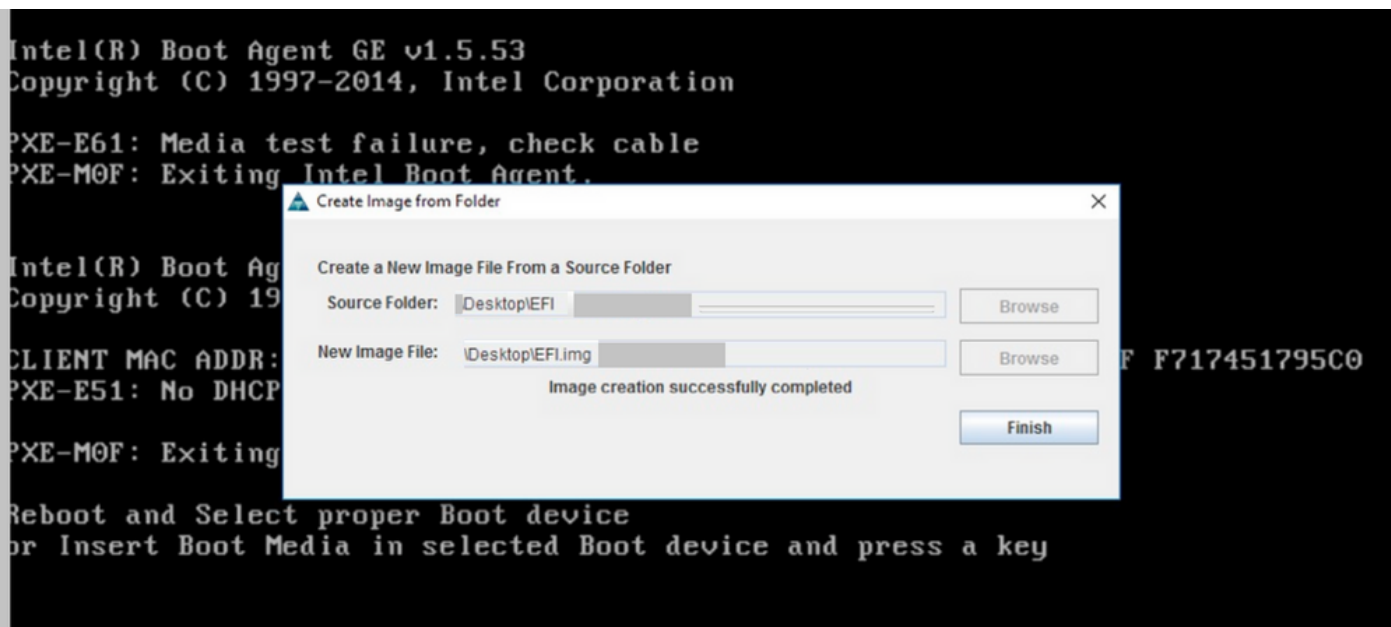 Intel(R) Boot Agent GE v1.5.53
Copyright (C) 1997-2014, Intel Corporation
PXE-E61: Media test failure, check cable
PXE-M0F: Exiting Intel Boot Agent.
Create Image from Folder
Create a New Image File From a Source Folder
Source Folder: \Desktop\EFI Browse
New Image File: \Desktop\EFI.img Browse
Image creation successfully completed
Finish
Intel(R) Boot Ag
Copyright (C) 19
CLIENT MAC ADDR: F F717451795C0
PXE-E51: No DHCP
PXE-M0F: Exiting
Reboot and Select proper Boot device
or Insert Boot Media in selected Boot device and press a key